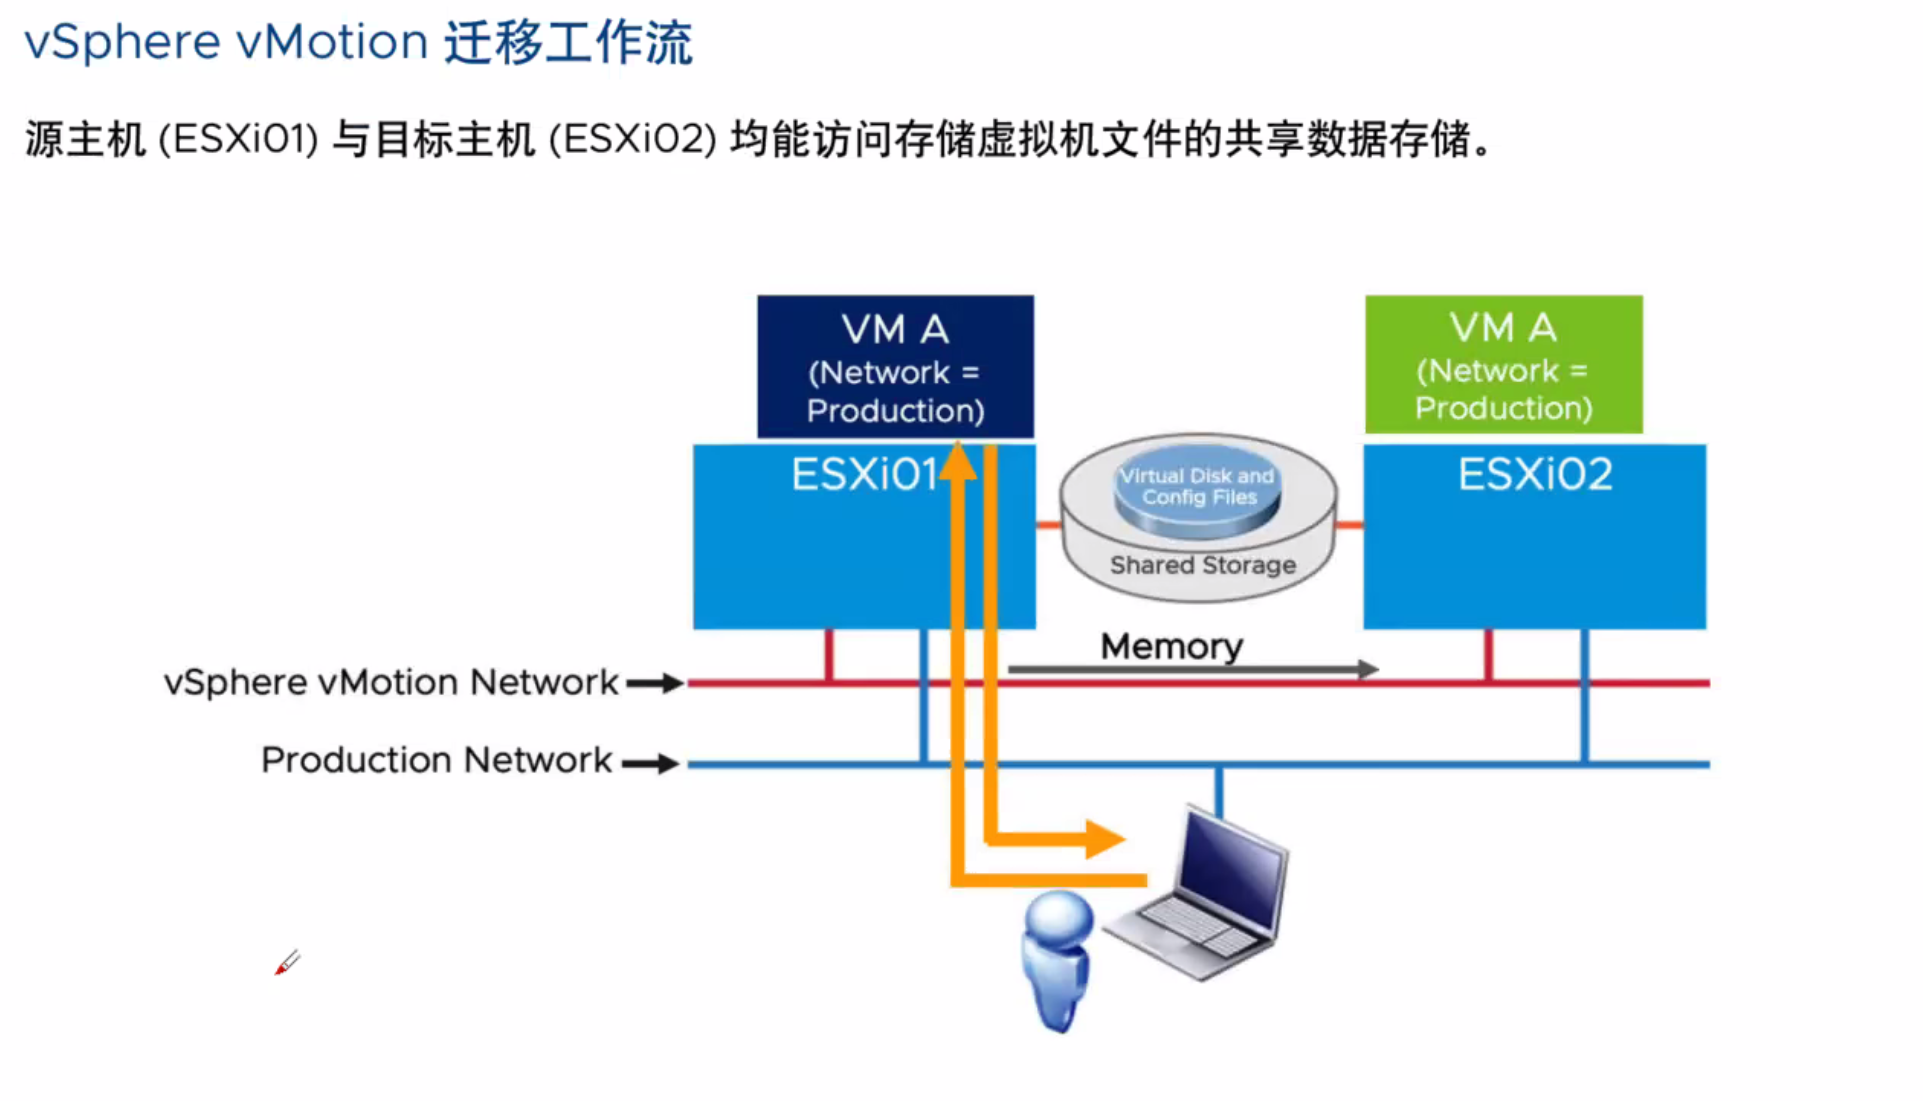 vSphere vMotion 迁移工作流
源主机 (ESXi01) 与目标主机 (ESXi02) 均能访问存储虚拟机文件的共享数据存储。
VM A
(Network =
Production)
VM A
(Network =
Production)
ESXi01
Virtual Disk and
Config Files
Shared Storage
ESXi02
Memory
vSphere vMotion Network
Production Network